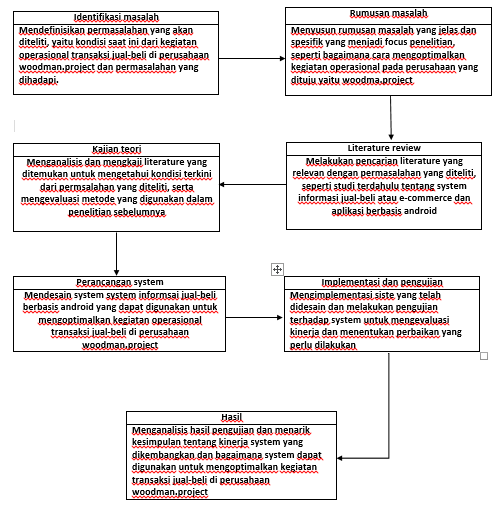 Identifikasi masalah
Mendefinisikan permasalahan yang akan
diteliti, yaitu kondisi saat ini dari kegiatan
operasional transaksi jual-beli di perusahaan
woodman.project dan permasalahan yang
dihadapi.
Rumusan masalah
Menyusun rumusan masalah yang jelas dan
spesifik yang menjadi focus penelitian,
seperti bagaimana cara mengoptimalkan
kegiatan operasional pada perusahaan yang
dituju yaitu woodma.project
Literature review
Melakukan pencarian literature yang
relevan dengan permasalahan yang diteliti,
seperti studi terdahulu tentang system
informasi jual-beli atau e-commerce dan
aplikasi berbasis android
Kajian teori
Menganalisis dan mengkaji literature yang
ditemukan untuk mengetahui kondisi terkini
dari permsalahan yang diteliti, serta
mengevaluasi metode yang digunakan dalam
penelitian sebelumnya
Perancangan system
Mendesain system system informsai jual-beli
berbasis android yang dapat digunakan untuk
mengoptimalkan kegiatan operasional
transaksi jual-beli di perusahaan
woodman.project
Implementasi dan pengujian
Mengimplementasi siste yang telah
didesain dan melakukan pengujian
terhadap system untuk mengevaluasi
kinerja dan menentukan perbaikan yang
perlu dilakukan
Hasil
Menganalisis hasil pengujian dan menarik
kesimpulan tentang kinerja system yang
dikembangkan dan bagaimana system dapat
digunakan untuk mengoptimalkan kegiatan
transaksi jual-beli di perusahaan
woodman.project